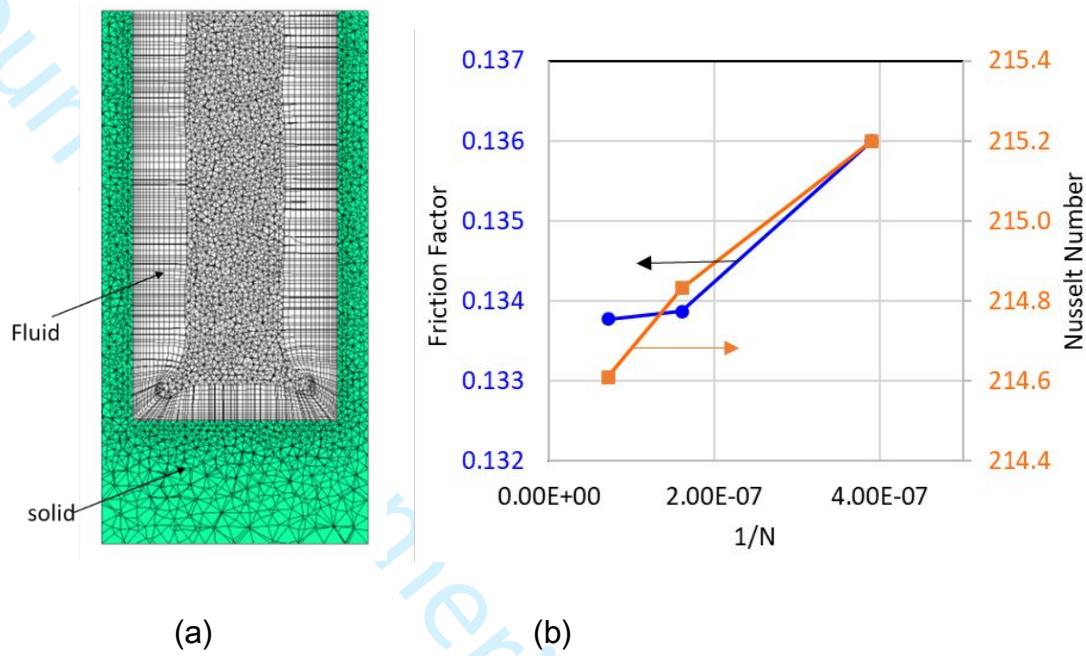 Fluid
solid
(a)
0.137
0.136
0.135
0.134
0.133
0.132
Friction Factor
215.4
215.2
215.0
214.8
214.6
214.4
Nusselt Number
0.00E+00 2.00E-07 4.00E-07
1/N
(b)